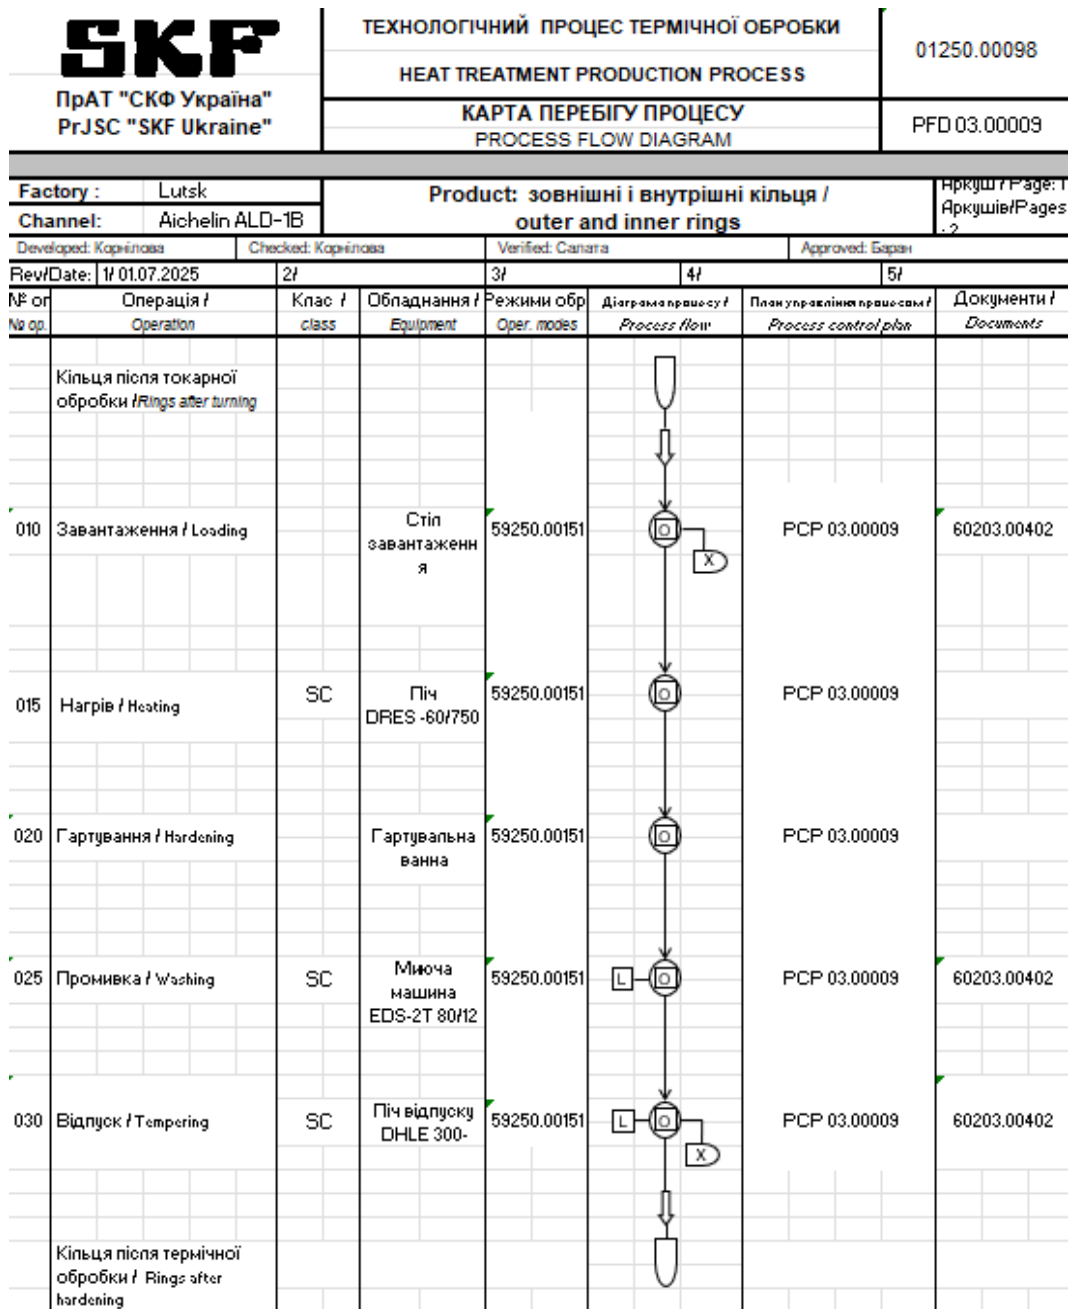 SKF
ПрАТ "СКФ Україна"
PrJSC "SKF Ukraine"
ТЕХНОЛОГІЧНИЙ ПРОЦЕС ТЕРМІЧНОЇ ОБРОБКИ
HEAT TREATMENT PRODUCTION PROCESS
КАРТА ПЕРЕБІГУ ПРОЦЕСУ
PROCESS FLOW DIAGRAM
01250.00098
PFD 03.00009
Factory : Lutsk
Channel: Aichelin ALD-1B
Product: зовнішні і внутрішні кільця /
outer and inner rings
Аркуш / Page: 1
Аркушів/Pages
: 2
Developed: Корнілова Checked: Корнілова Verified: Салата Approved: Баран
Rev/Date: 1/ 01.07.2025 2/ 3/ 4/ 5/
№ оп Операція / Клас / Обладнання / Режими обр Діаграма процесу / План управління процесом / Документи /
№ op. Operation class Equipment Oper. modes Process flow Process control plan Documents
Кільця після токарної
обробки /Rings after turning
010 Завантаження / Loading Стіл 59250.00151 O PCP 03.00009 60203.00402
завантаженн
я
X
015 Нагрів / Heating SC Піч 59250.00151 O PCP 03.00009
DRES -60/750
020 Гартування / Hardening Гартувальна 59250.00151 O PCP 03.00009
ванна
025 Промивка / Washing SC Миюча 59250.00151 L O PCP 03.00009 60203.00402
машина
EDS-2T 80/12
030 Відпуск / Tempering SC Піч відпуску 59250.00151 L O PCP 03.00009 60203.00402
DHLE 300-
X
Кільця після термічної
обробки / Rings after
hardening